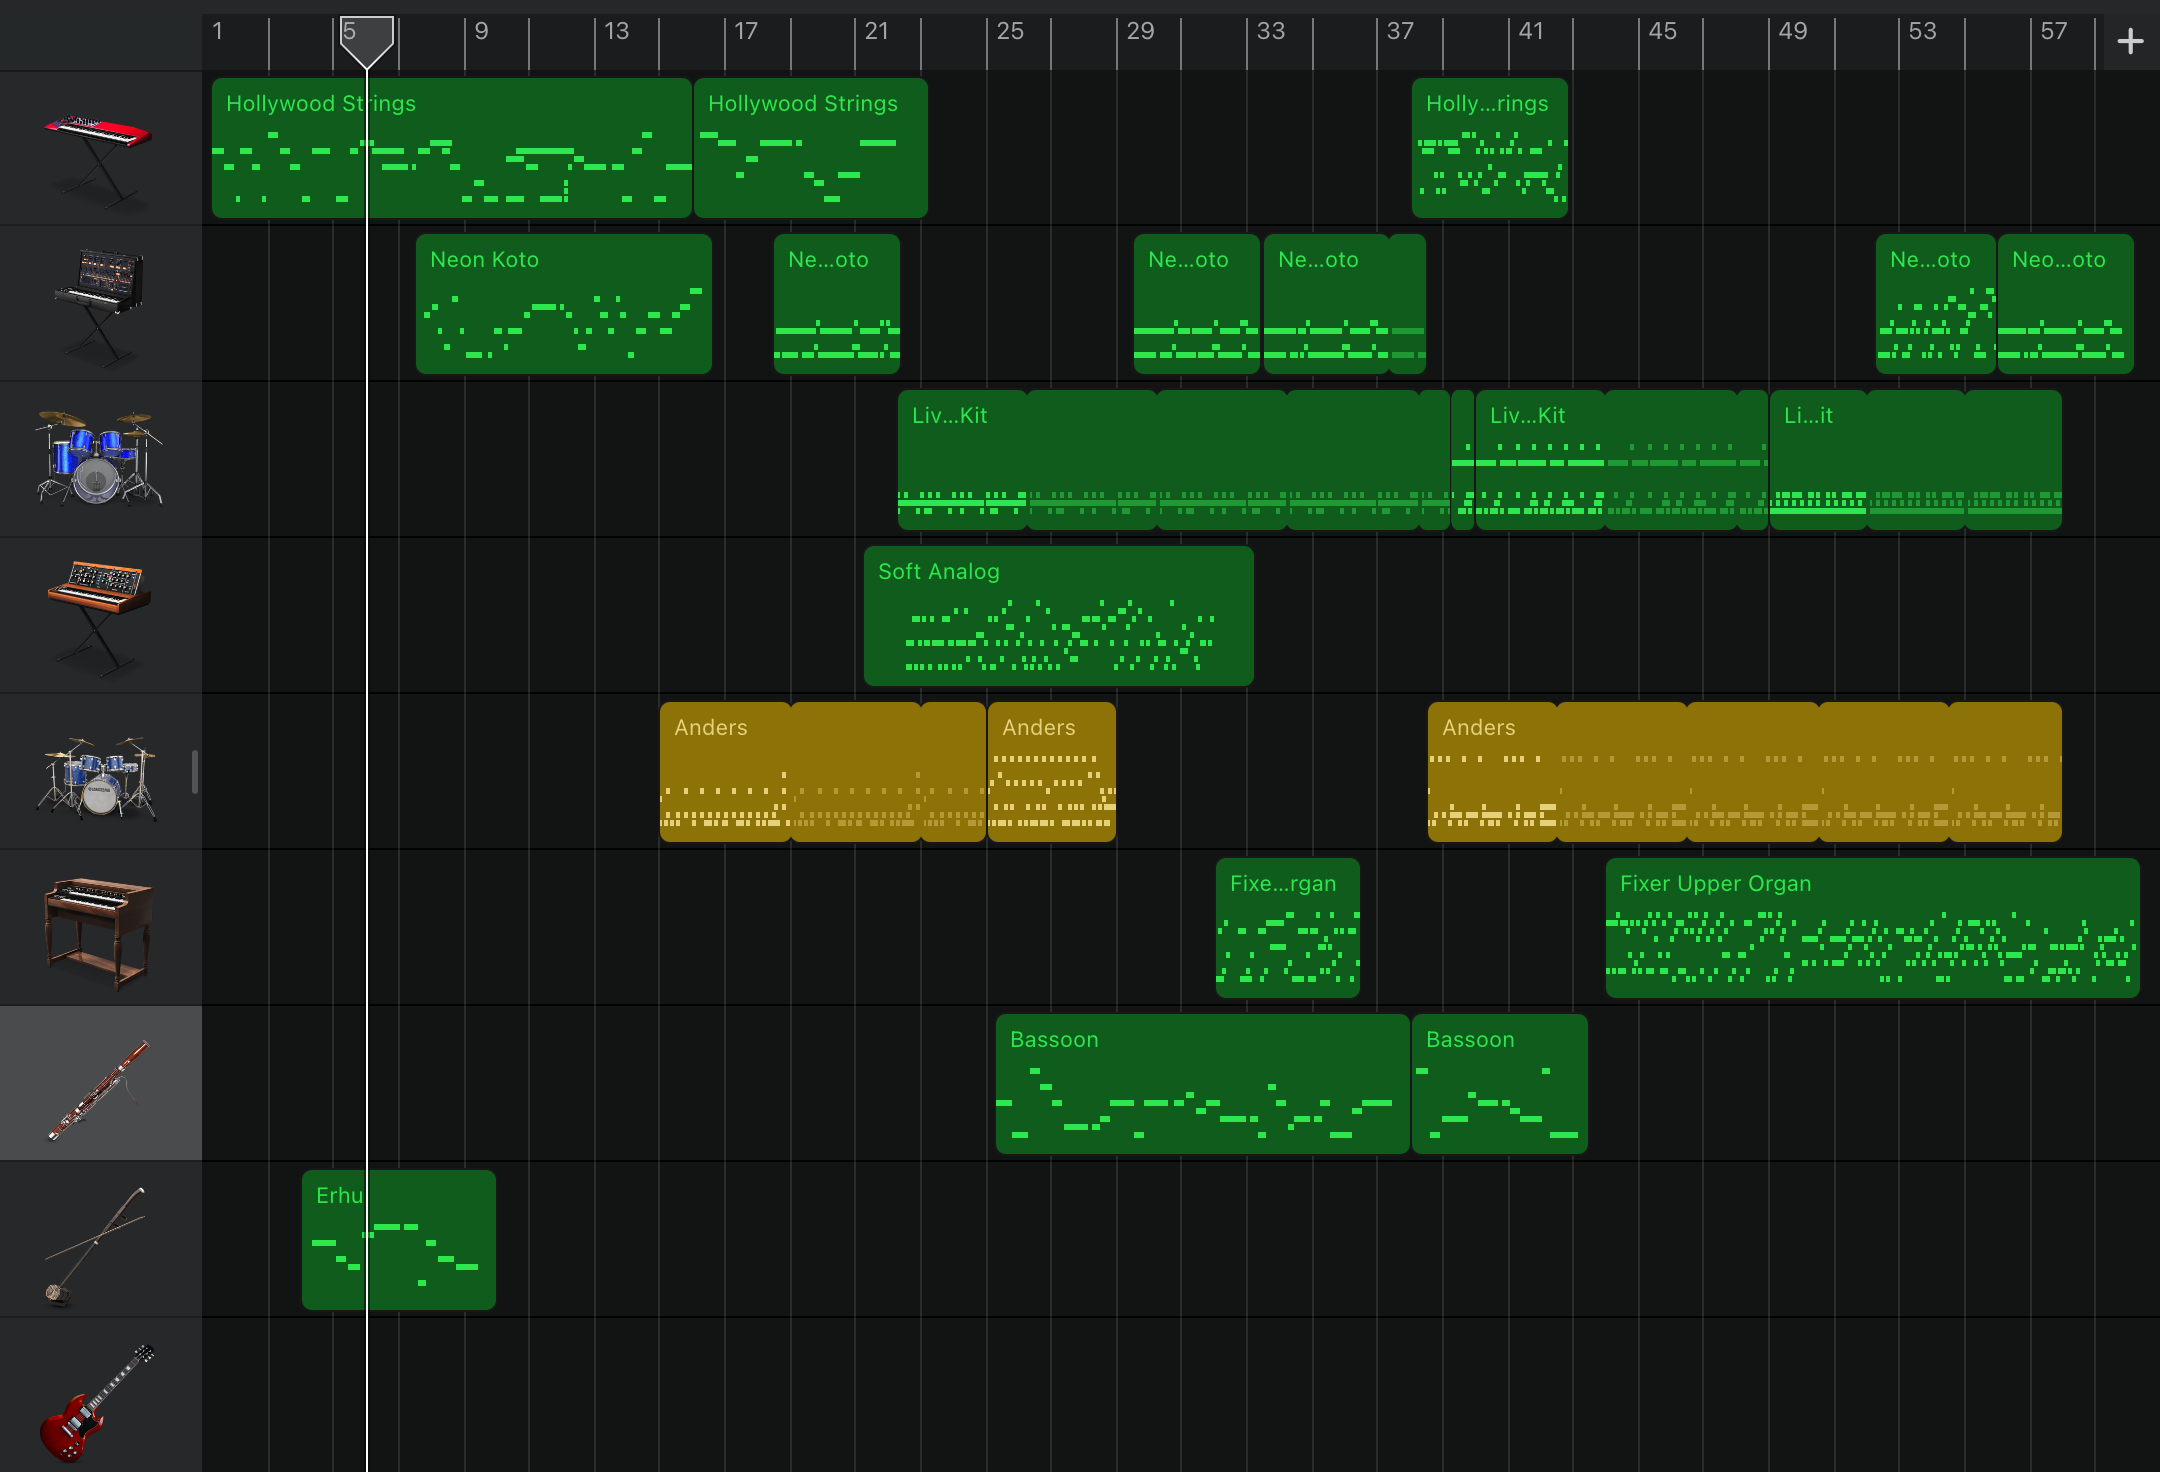 1 5 9 13 17 21 25 29 33 37 41 45 49 53 57
Hollywood Strings Hollywood Strings Holly...rings
Neon Koto Ne...oto Ne...oto Ne...oto Ne...oto Neo...oto
Liv...Kit Liv...Kit Li...it
Soft Analog
Anders Anders Anders
Fixe...rgan Fixer Upper Organ
Bassoon Bassoon
Erhu